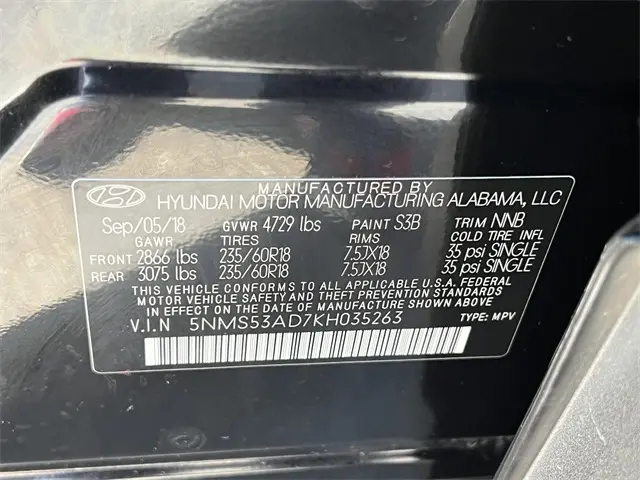 MANUFACTURED BY
HYUNDAI MOTOR MANUFACTURING ALABAMA, LLC
Sep/05/18 GVWR 4729 lbs PAINT S3B TRIM NNB
GAWR TIRES RIMS COLD TIRE INFL
FRONT 2866 lbs 235/60R18 7.5JX18 35 psi SINGLE
REAR 3075 lbs 235/60R18 7.5JX18 35 psi SINGLE
THIS VEHICLE CONFORMS TO ALL APPLICABLE U.S.A. FEDERAL
MOTOR VEHICLE SAFETY AND THEFT PREVENTION STANDARDS
IN EFFECT ON THE DATE OF MANUFACTURE SHOWN ABOVE.
V.I.N 5NMS53AD7KH035263 TYPE: MPV